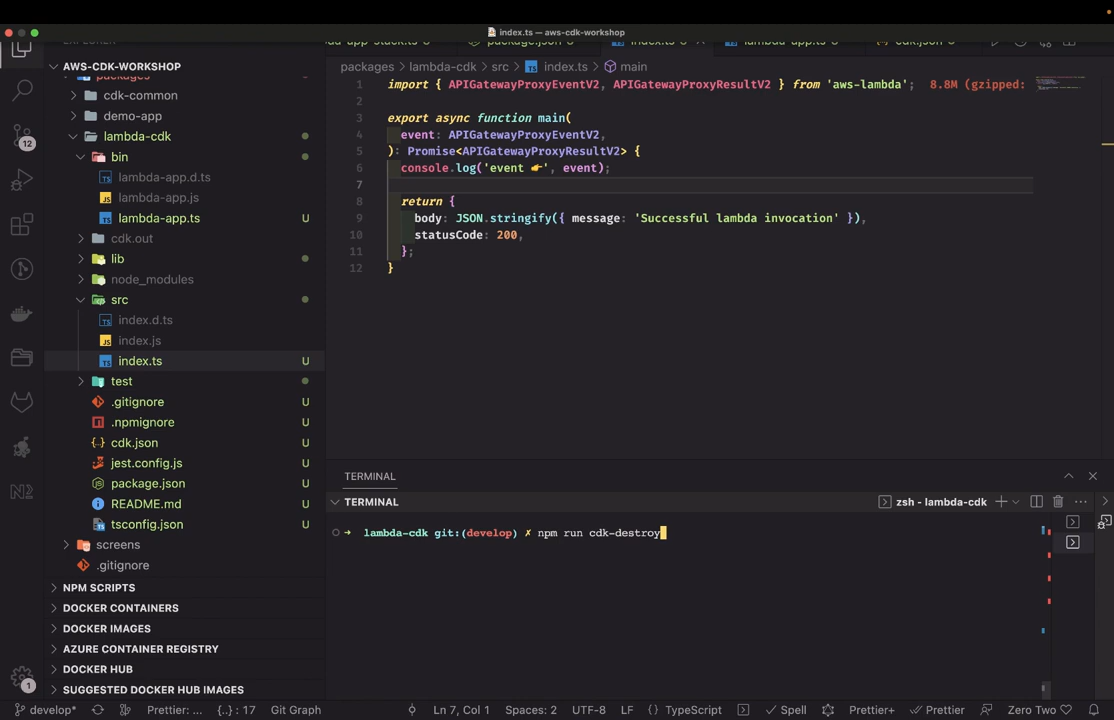 index.ts — aws-cdk-workshop
EXPLORER
lambda-app-stack.ts U
package.json U
index.ts U
lambda-app.ts U
cdk.json U
AWS-CDK-WORKSHOP
packages
cdk-common
demo-app
lambda-cdk
bin
lambda-app.d.ts
lambda-app.js
lambda-app.ts U
cdk.out
lib
node_modules
src
index.d.ts
index.js
index.ts U
test
.gitignore U
.npmignore U
cdk.json U
jest.config.js U
package.json U
README.md U
tsconfig.json U
screens
.gitignore
NPM SCRIPTS
DOCKER CONTAINERS
DOCKER IMAGES
AZURE CONTAINER REGISTRY
DOCKER HUB
SUGGESTED DOCKER HUB IMAGES
12
1
packages > lambda-cdk > src > index.ts > main
1 import { APIGatewayProxyEventV2, APIGatewayProxyResultV2 } from 'aws-lambda'; 8.8M (gzipped:
2
3 export async function main(
4 event: APIGatewayProxyEventV2,
5 ): Promise<APIGatewayProxyResultV2> {
6 console.log('event 👉', event);
7
8 return {
9 body: JSON.stringify({ message: 'Successful lambda invocation' }),
10 statusCode: 200,
11 };
12 }
TERMINAL
TERMINAL
zsh - lambda-cdk
➜ lambda-cdk git:(develop) ✗ npm run cdk-destroy
develop* {..} : 17 Prettier: ... Git Graph Ln 7, Col 1 Spaces: 2 UTF-8 LF {} TypeScript Spell Prettier+ Prettier Zero Two